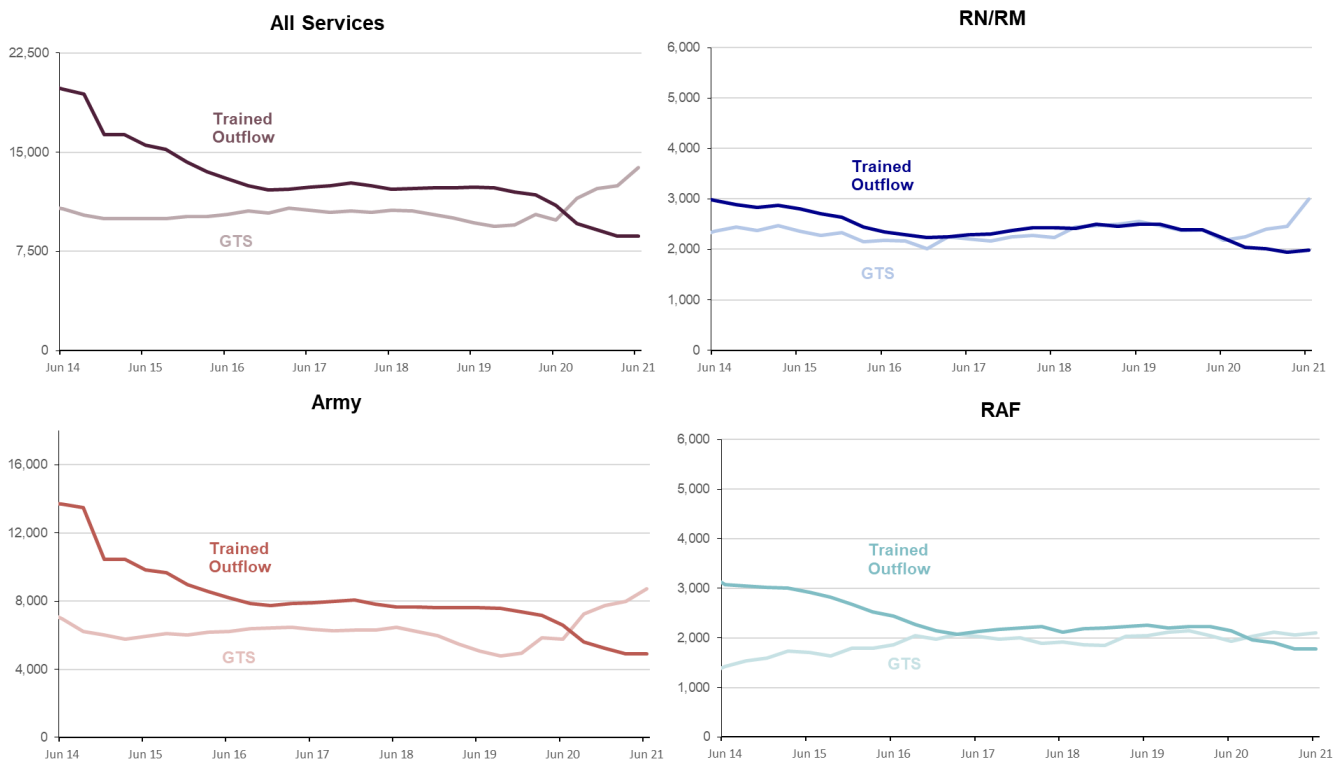 All Services
22,500
15,000
7,500
0
Trained
Outflow
GTS
Jun 14 Jun 15 Jun 16 Jun 17 Jun 18 Jun 19 Jun 20 Jun 21
RN/RM
6,000
5,000
4,000
3,000
2,000
1,000
0
Trained
Outflow
GTS
Jun 14 Jun 15 Jun 16 Jun 17 Jun 18 Jun 19 Jun 20 Jun 21
Army
16,000
12,000
8,000
4,000
0
Trained
Outflow
GTS
Jun 14 Jun 15 Jun 16 Jun 17 Jun 18 Jun 19 Jun 20 Jun 21
RAF
6,000
5,000
4,000
3,000
2,000
1,000
0
Trained
Outflow
GTS
Jun 14 Jun 15 Jun 16 Jun 17 Jun 18 Jun 19 Jun 20 Jun 21